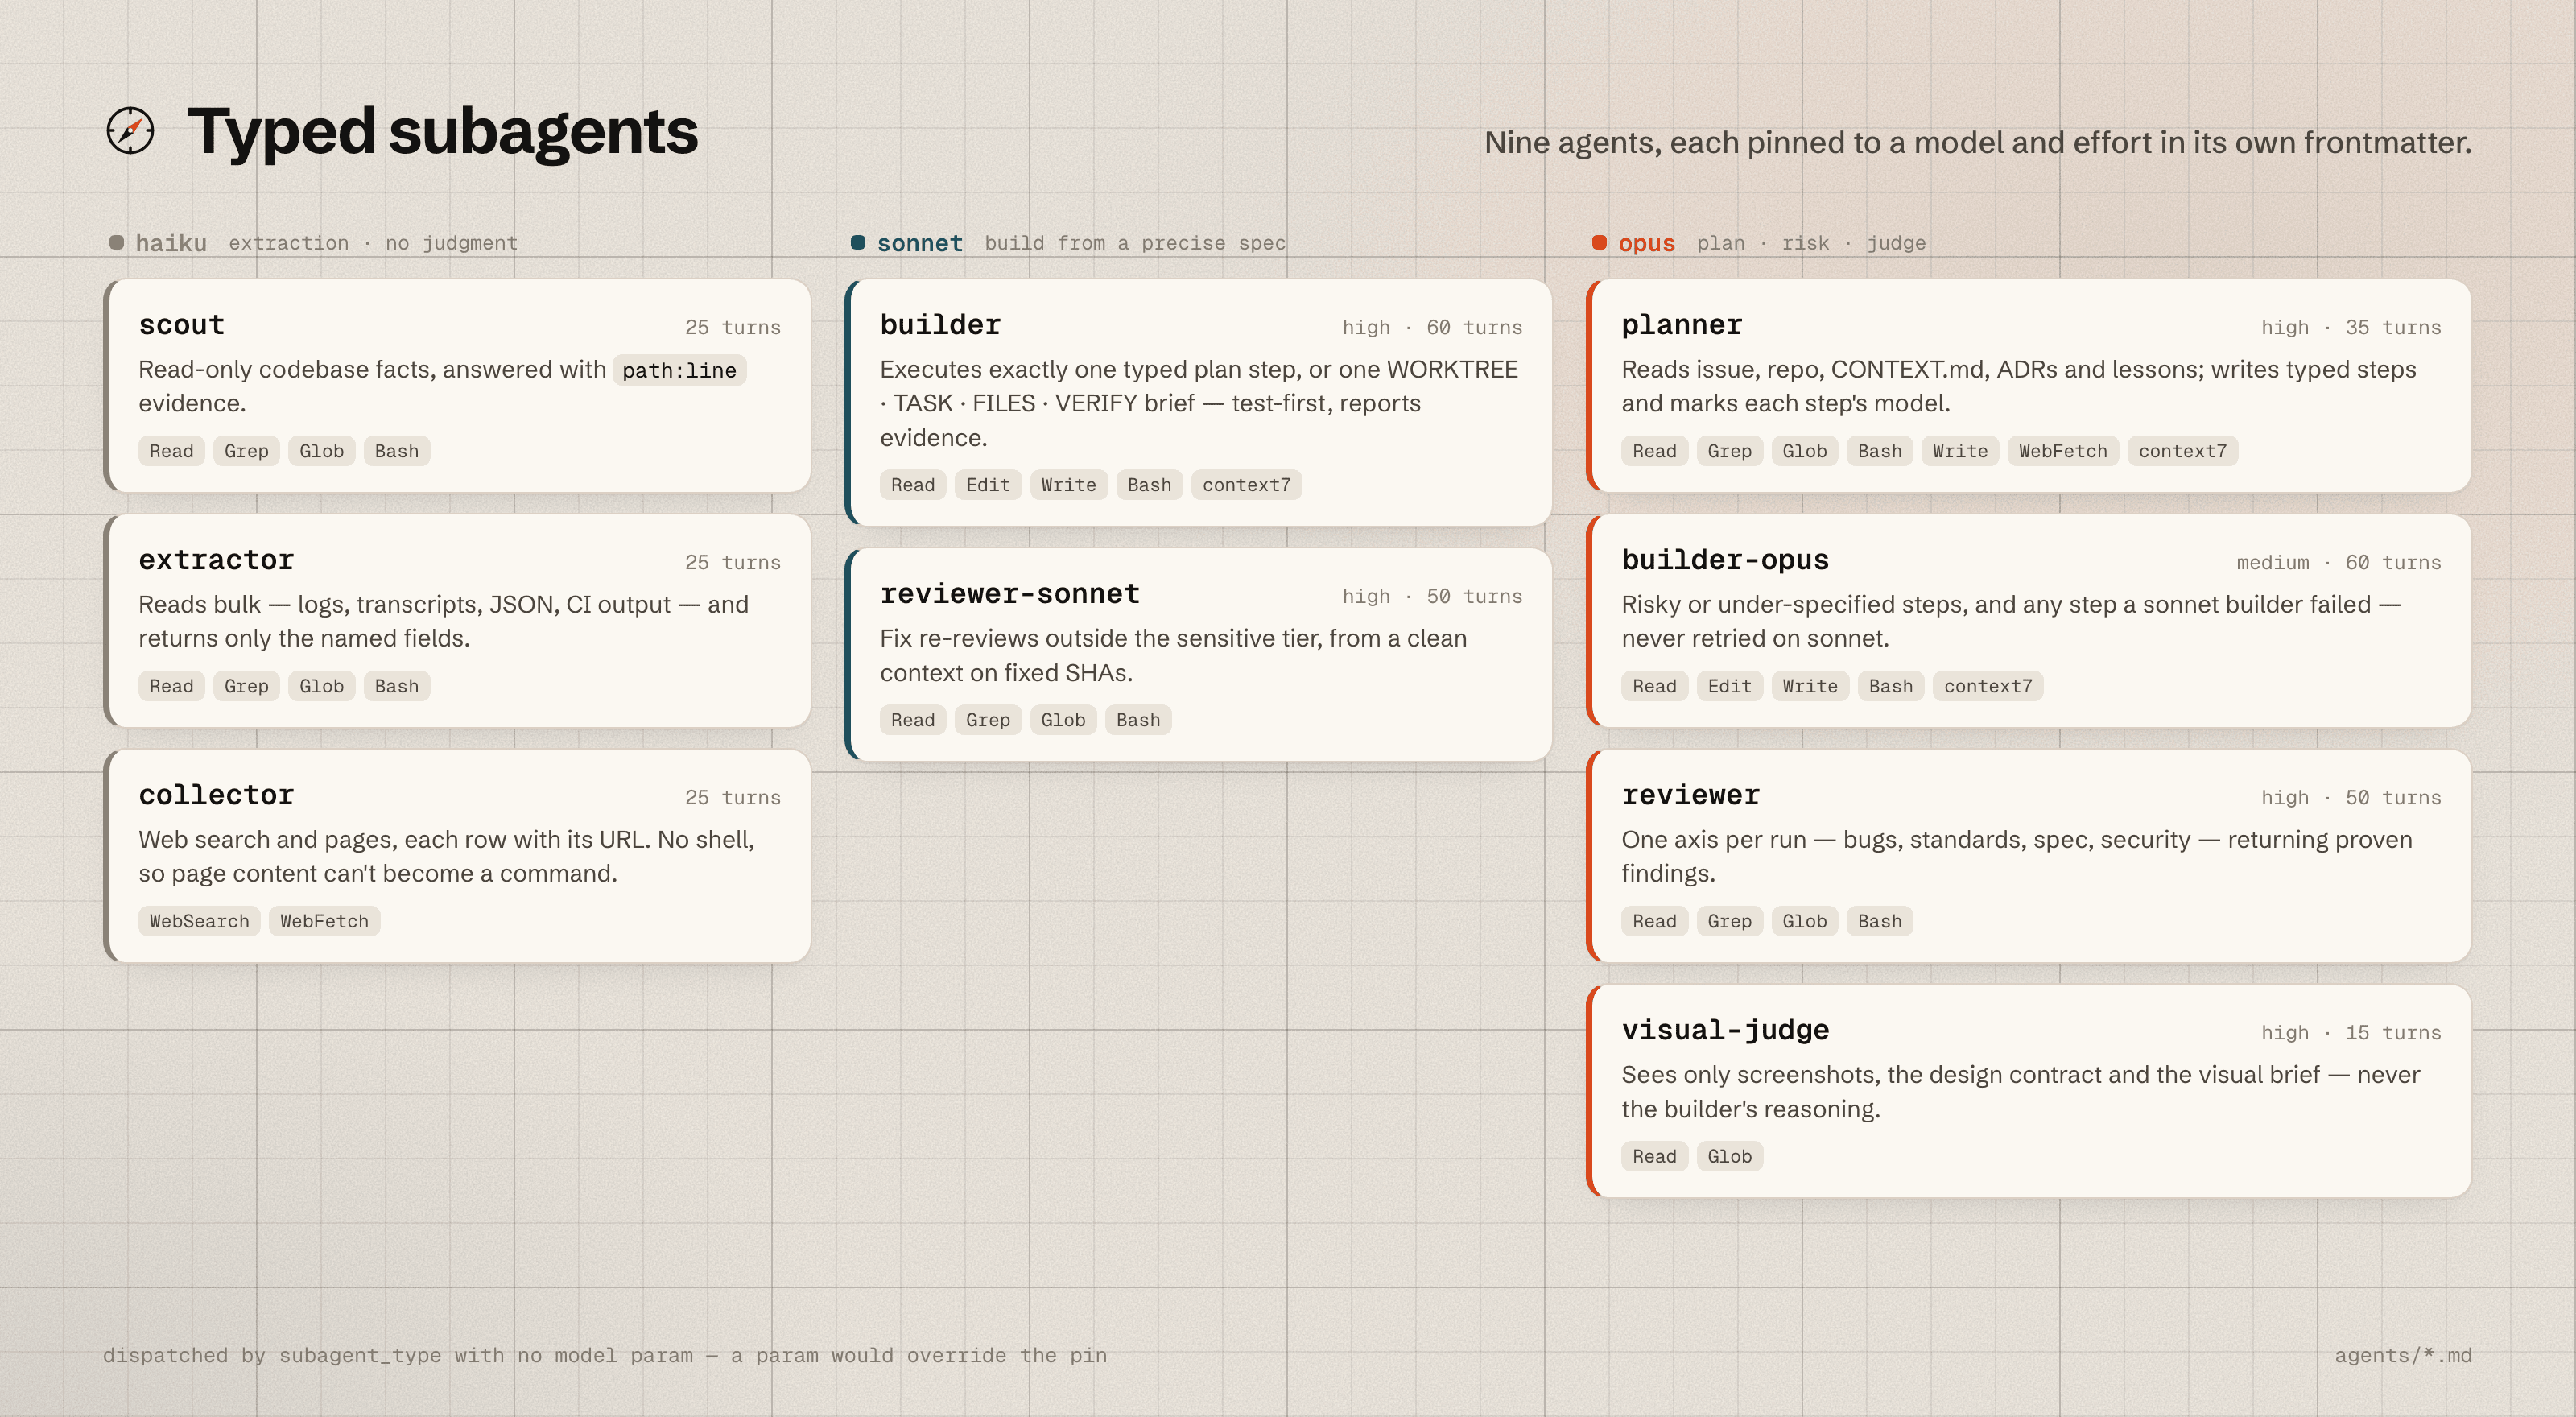 Typed subagents
Nine agents, each pinned to a model and effort in its own frontmatter.
haiku extraction · no judgment
scout 25 turns
Read-only codebase facts, answered with path:line
evidence.
Read Grep Glob Bash
extractor 25 turns
Reads bulk — logs, transcripts, JSON, CI output — and
returns only the named fields.
Read Grep Glob Bash
collector 25 turns
Web search and pages, each row with its URL. No shell,
so page content can't become a command.
WebSearch WebFetch
sonnet build from a precise spec
builder high · 60 turns
Executes exactly one typed plan step, or one WORKTREE
· TASK · FILES · VERIFY brief — test-first, reports
evidence.
Read Edit Write Bash context7
reviewer-sonnet high · 50 turns
Fix re-reviews outside the sensitive tier, from a clean
context on fixed SHAs.
Read Grep Glob Bash
opus plan · risk · judge
planner high · 35 turns
Reads issue, repo, CONTEXT.md, ADRs and lessons; writes typed steps
and marks each step's model.
Read Grep Glob Bash Write WebFetch context7
builder-opus medium · 60 turns
Risky or under-specified steps, and any step a sonnet builder failed —
never retried on sonnet.
Read Edit Write Bash context7
reviewer high · 50 turns
One axis per run — bugs, standards, spec, security — returning proven
findings.
Read Grep Glob Bash
visual-judge high · 15 turns
Sees only screenshots, the design contract and the visual brief — never
the builder's reasoning.
Read Glob
dispatched by subagent_type with no model param — a param would override the pin
agents/*.md